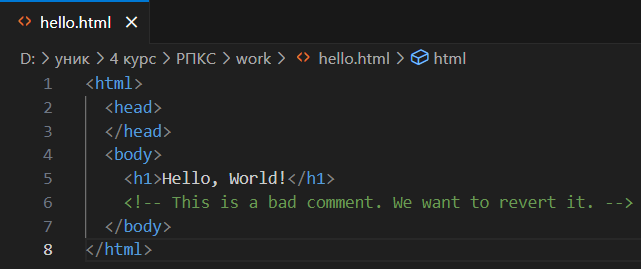 hello.html ×
D: > уник > 4 курс > РПКС > work > hello.html > html
1 <html>
2   <head>
3   </head>
4   <body>
5     <h1>Hello, World!</h1>
6     <!-- This is a bad comment. We want to revert it. -->
7   </body>
8 </html>